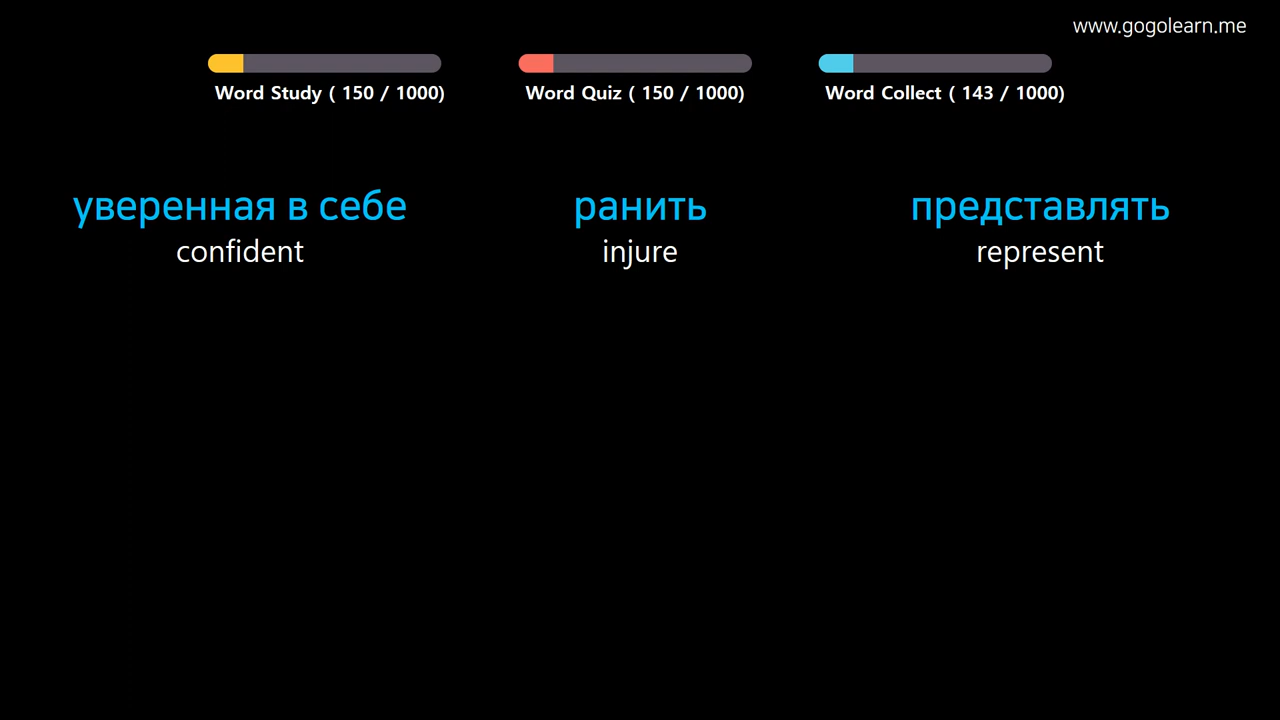 www.gogolearn.me
Word Study ( 150 / 1000)
Word Quiz ( 150 / 1000)
Word Collect ( 143 / 1000)
уверенная в себе
confident
ранить
injure
представлять
represent